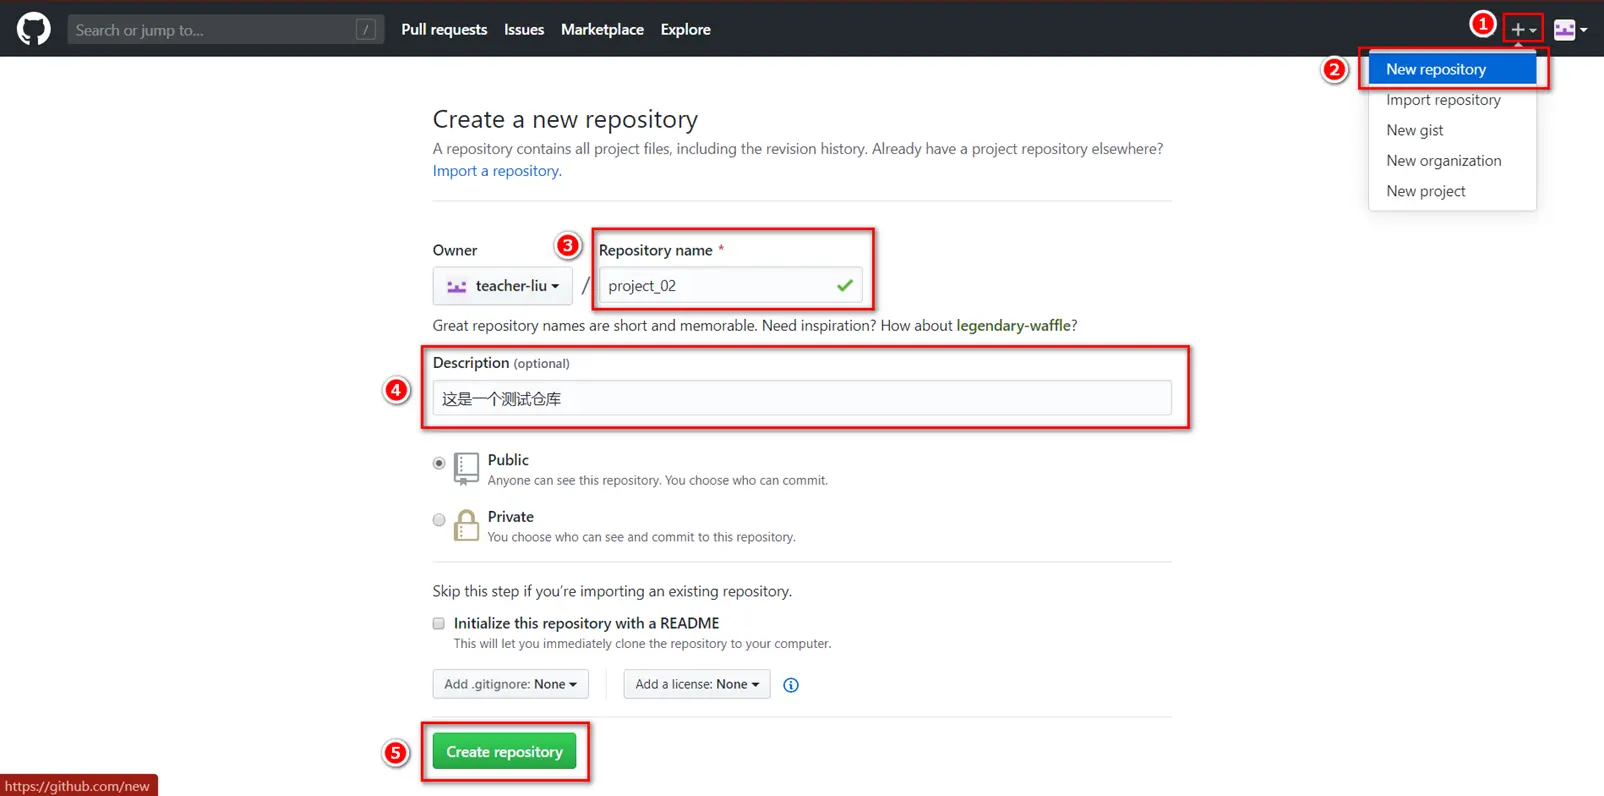 Search or jump to... / Pull requests Issues Marketplace Explore 1 +
2 New repository
Import repository
New gist
New organization
New project
Create a new repository
A repository contains all project files, including the revision history. Already have a project repository elsewhere?
Import a repository.
Owner 3 Repository name *
teacher-liu / project_02
Great repository names are short and memorable. Need inspiration? How about legendary-waffle?
Description (optional)
4 这是一个测试仓库
Public
Anyone can see this repository. You choose who can commit.
Private
You choose who can see and commit to this repository.
Skip this step if you’re importing an existing repository.
Initialize this repository with a README
This will let you immediately clone the repository to your computer.
Add .gitignore: None Add a license: None
5 Create repository
https://github.com/new